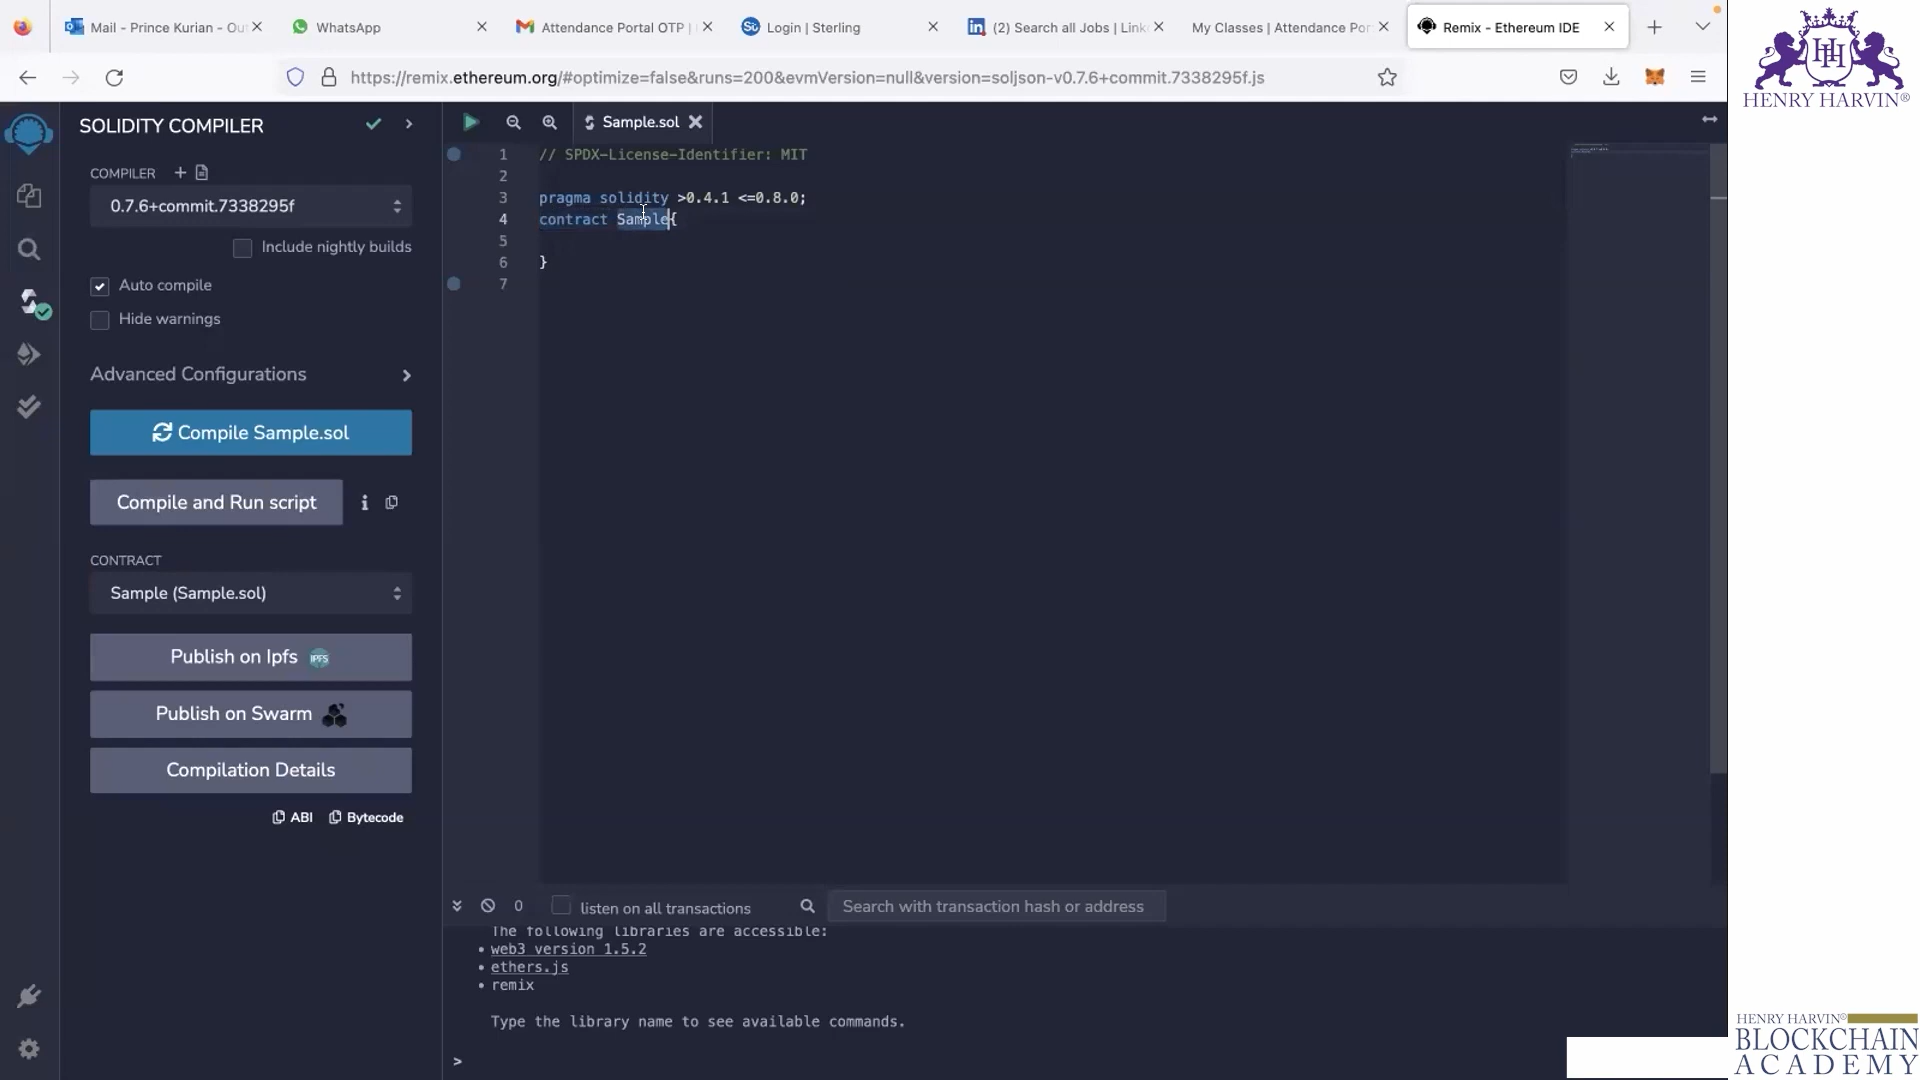 Mail - Prince Kurian - Ou
WhatsApp
Attendance Portal OTP |
Login | Sterling
(2) Search all Jobs | Link
My Classes | Attendance Por
Remix - Ethereum IDE
https://remix.ethereum.org/#optimize=false&runs=200&evmVersion=null&version=soljson-v0.7.6+commit.7338295f.js
HENRY HARVIN®
SOLIDITY COMPILER
COMPILER
0.7.6+commit.7338295f
Include nightly builds
Auto compile
Hide warnings
Advanced Configurations
Compile Sample.sol
Compile and Run script
CONTRACT
Sample (Sample.sol)
Publish on Ipfs
IPFS
Publish on Swarm
Compilation Details
ABI
Bytecode
Sample.sol
1 // SPDX-License-Identifier: MIT
2
3 pragma solidity >0.4.1 <=0.8.0;
4 contract Sample{
5
6 }
7
0
listen on all transactions
Search with transaction hash or address
The following libraries are accessible:
• web3 version 1.5.2
• ethers.js
• remix
Type the library name to see available commands.
>
HENRY HARVIN®
BLOCKCHAIN
ACADEMY